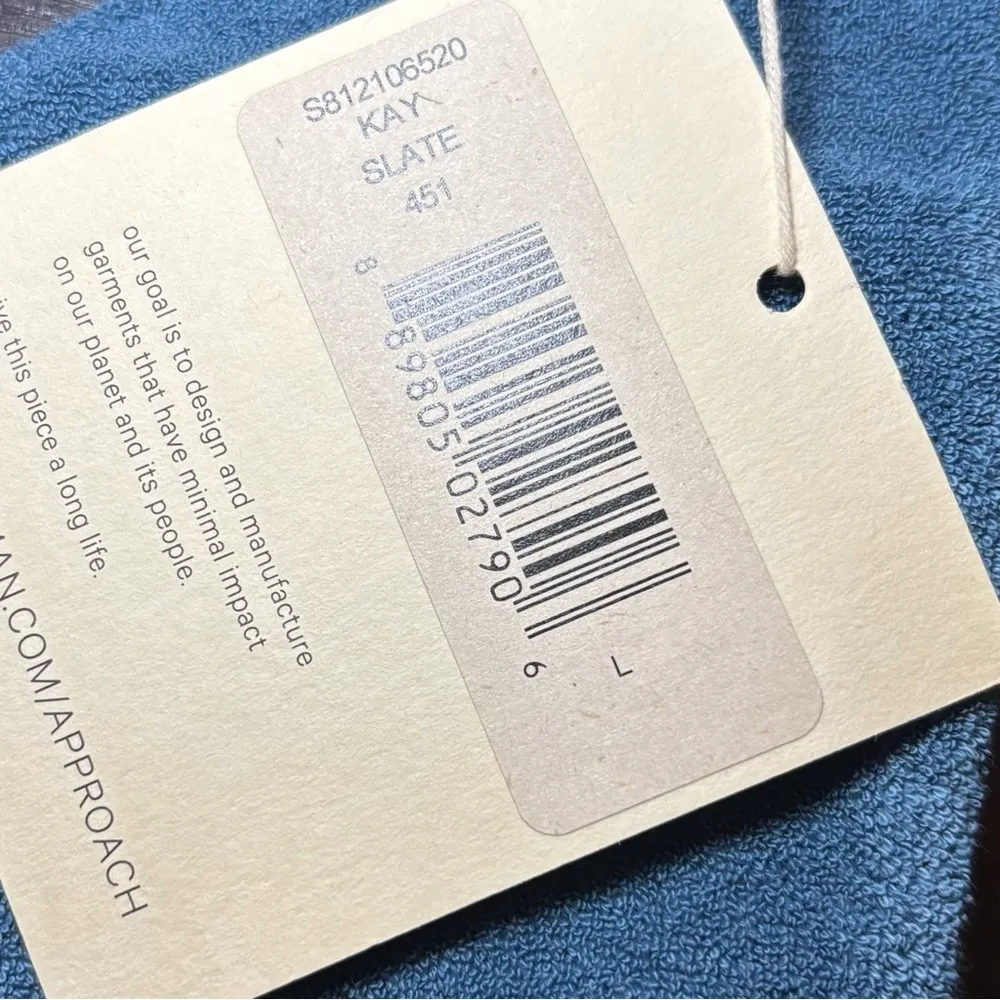 S812106520
KAY
SLATE
451
8 89805 02790 6
L
our goal is to design and manufacture
garments that have minimal impact
on our planet and its people.
this piece a long life.
AN.COM/APPROACH